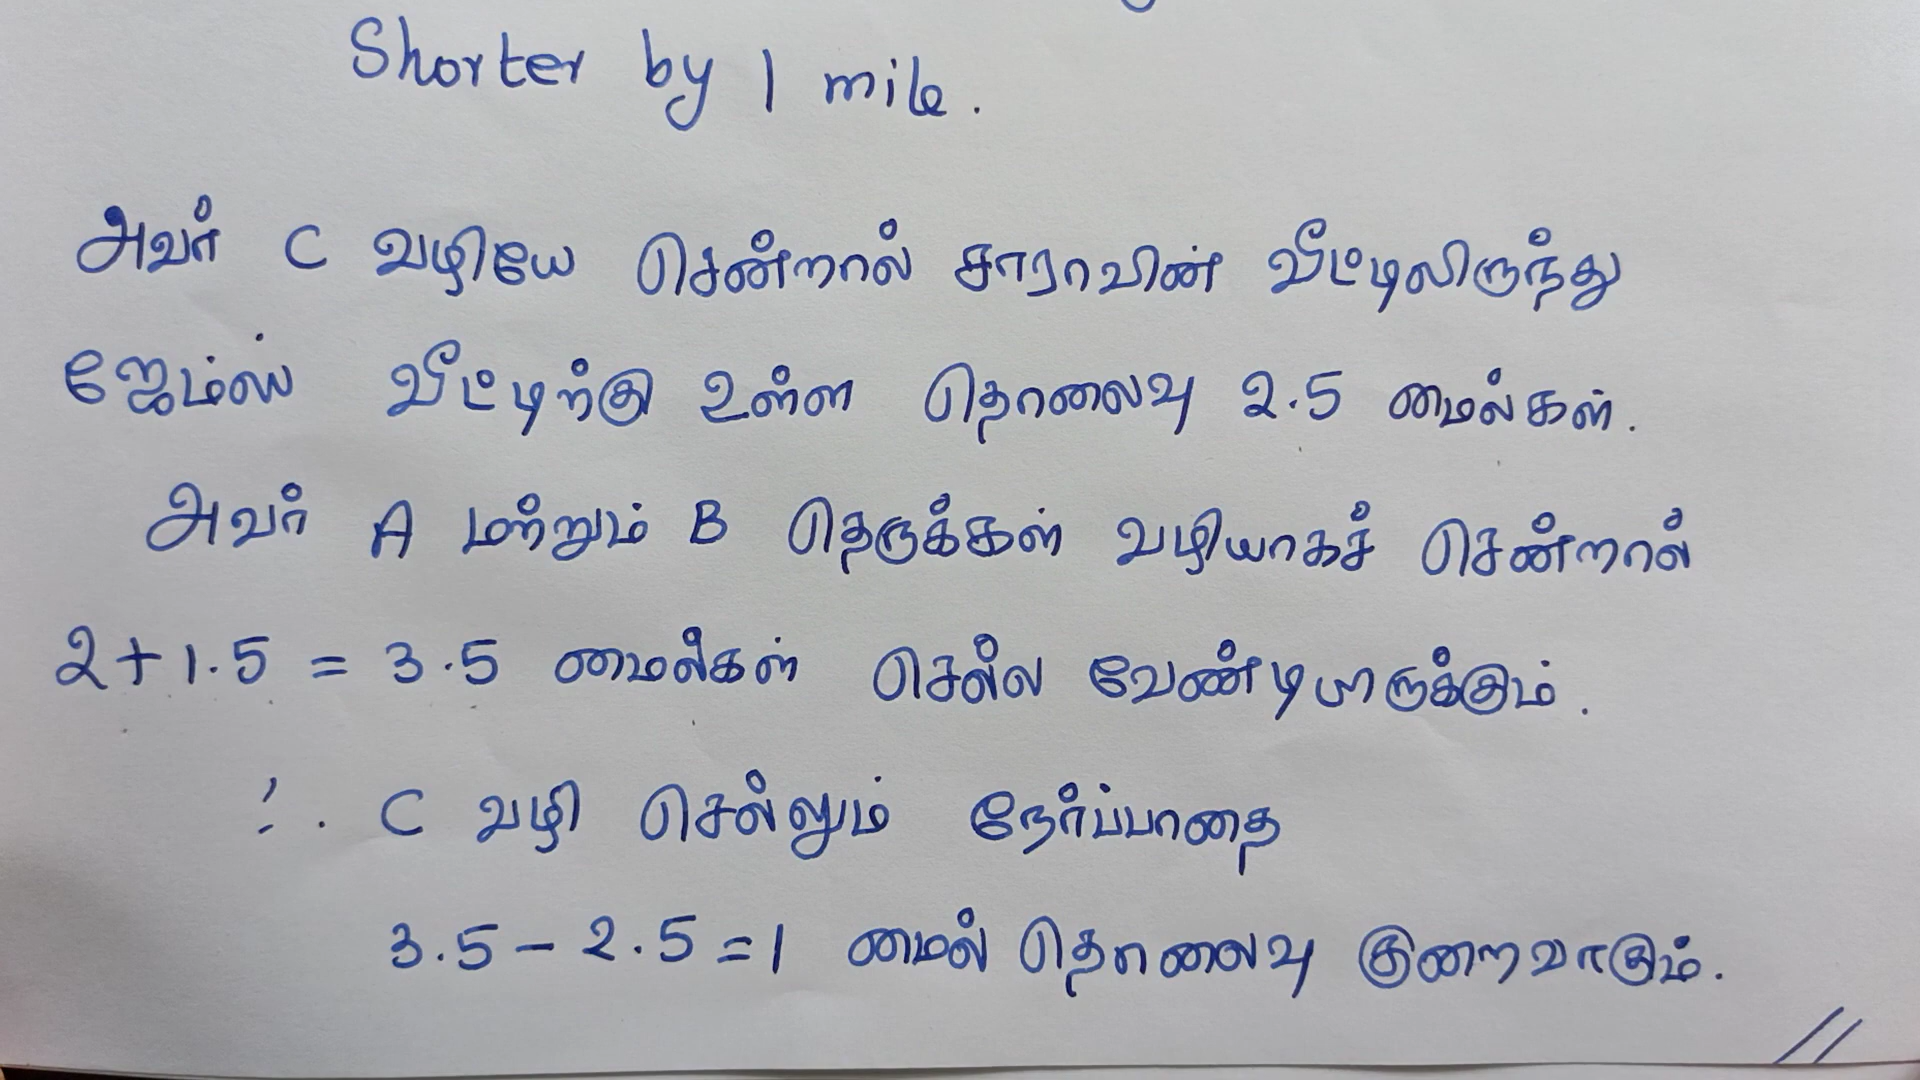 Shorter by 1 mile.
அவர் C வழியே சென்றால் சாராவின் வீட்டிலிருந்து
ஜேம்ஸ் வீட்டிற்கு உள்ள தொலைவு 2.5 மைல்கள்.
அவர் A மற்றும் B தெருக்கள் வழியாகச் சென்றால்
2+1.5 = 3.5 மைல்கள் செல்ல வேண்டியிருக்கும்.
∴ C வழி செல்லும் நேர்ப்பாதை
3.5 - 2.5 = 1 மைல் தொலைவு குறைவாகும்.